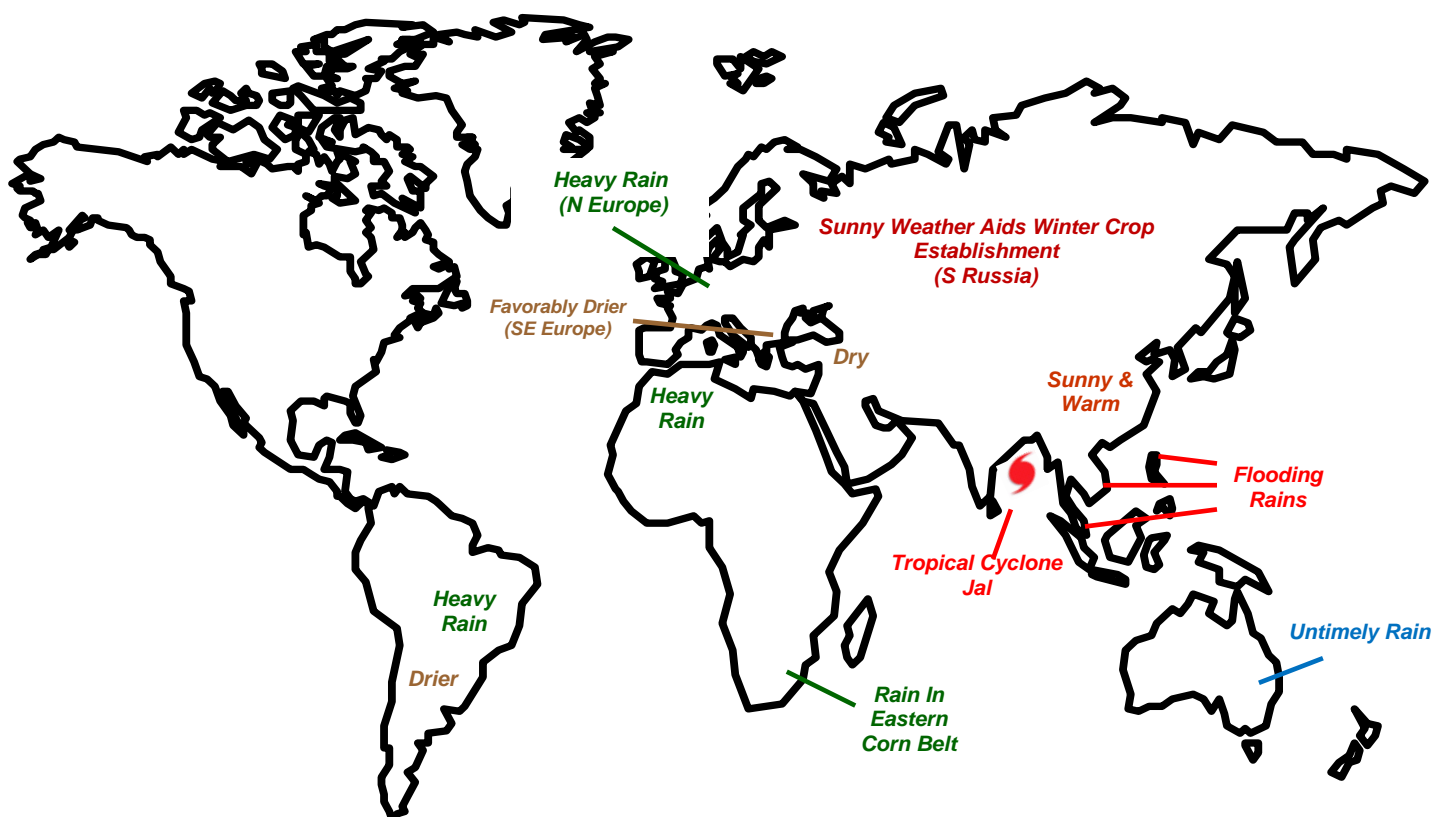 Heavy Rain
(N Europe)
Sunny Weather Aids Winter Crop
Establishment
(S Russia)
Favorably Drier
(SE Europe)
Dry
Heavy
Rain
Sunny &
Warm
Flooding
Rains
Tropical Cyclone
Jal
Heavy
Rain
Untimely Rain
Drier
Rain In
Eastern
Corn Belt